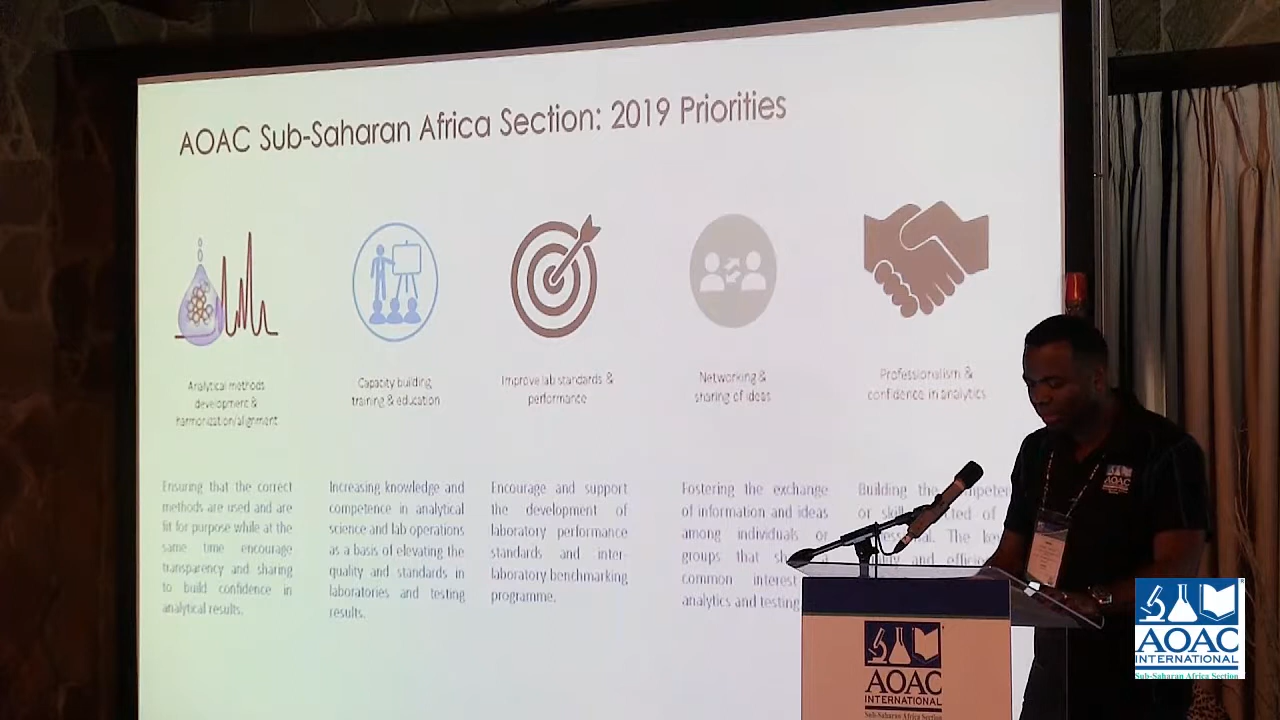 AOAC Sub-Saharan Africa Section: 2019 Priorities
Analytical methods
development &
harmonization/alignment
Capacity building,
training & education
Improve lab standards &
performance
Networking &
sharing of ideas
Professionalism &
confidence in analytics
Ensuring that the correct
methods are used and are
fit for purpose while at the
same time encourage
transparency and sharing
to build confidence in
analytical results.
Increasing knowledge and
competence in analytical
science and lab operations
as a basis of elevating the
quality and standards in
laboratories and testing
results.
Encourage and support
the development of
laboratory performance
standards and inter-
laboratory benchmarking
programme.
Fostering the exchange
of information and ideas
among individuals or
groups that
common interest
analytics and testing
Building the
or skill
The
and
AOAC
INTERNATIONAL
Sub-Saharan Africa Section
AOAC
AOAC
INTERNATIONAL
Sub-Saharan Africa Section